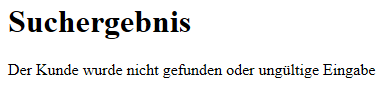 Suchergebnis
Der Kunde wurde nicht gefunden oder ungültige Eingabe